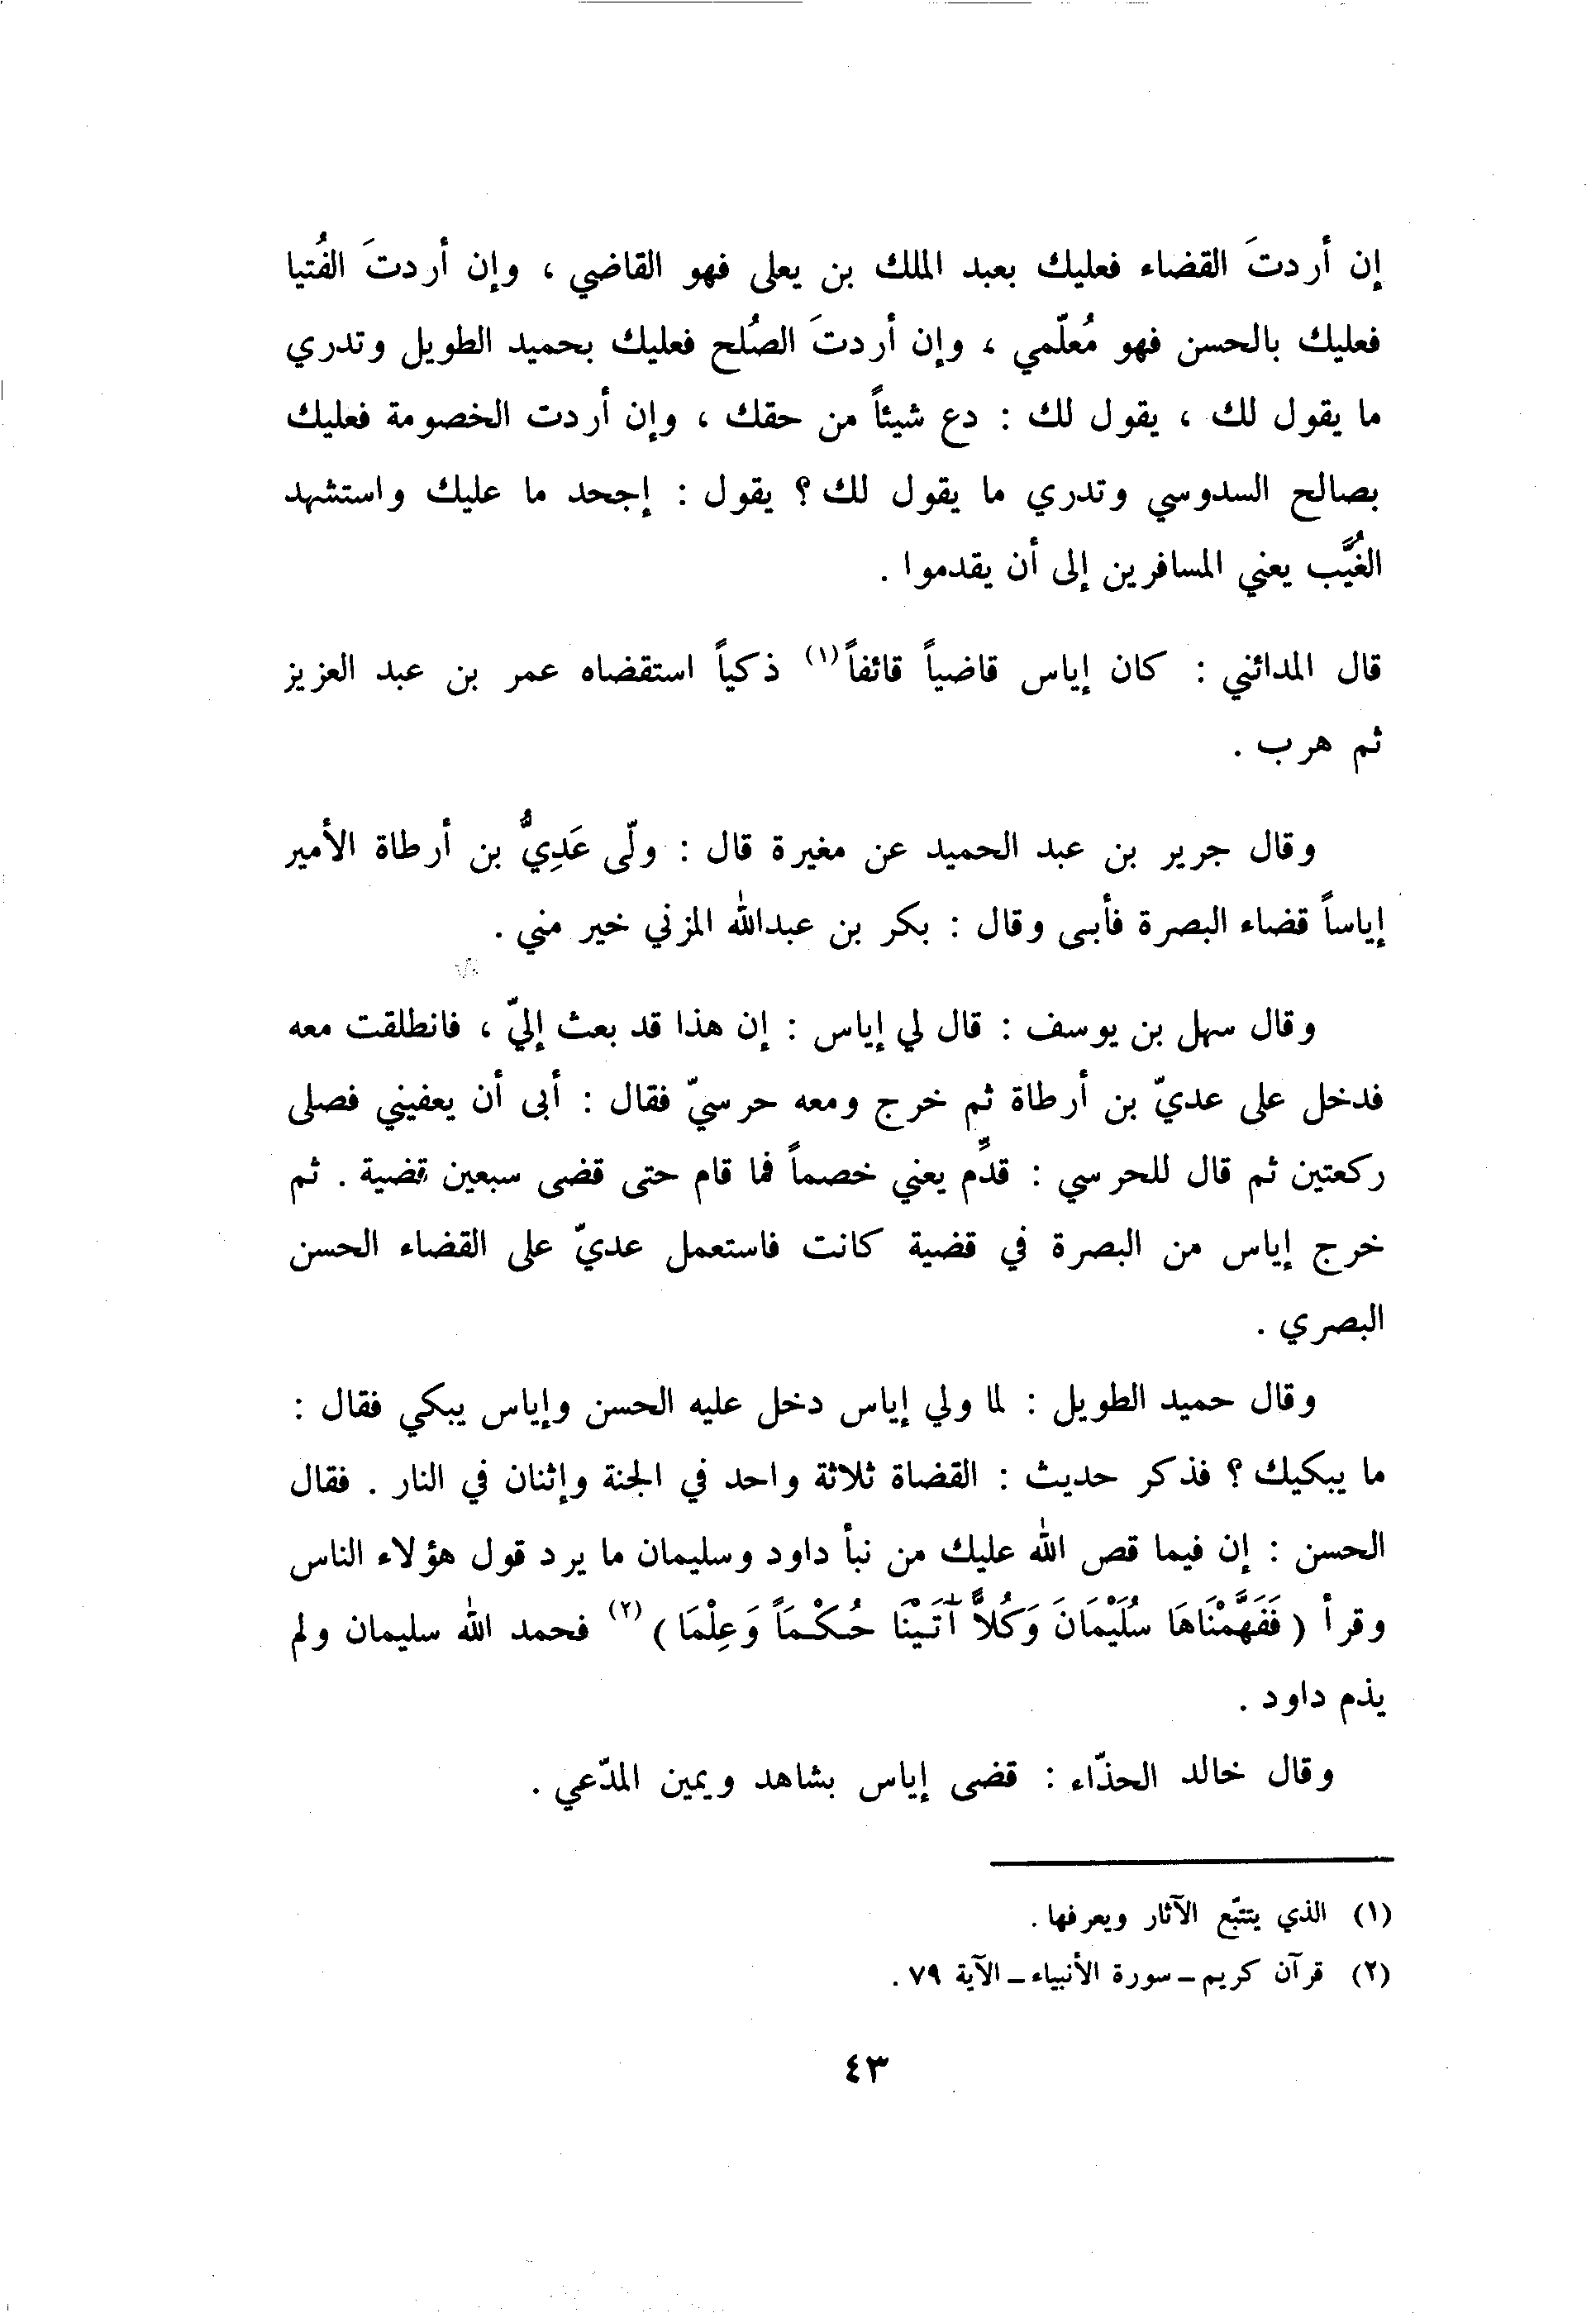 إن أردتَ القضاء فعليك بعبد الملك بن يعلى فهو القاضي ، وإن أردتَ الفُتيا
فعليك بالحسن فهو مُعلّمي ، وإن أردتَ الصُلح فعليك بحميد الطويل وتدري
ما يقول لك ، يقول لك : دع شيئاً من حقك ، وإن أردت الخصومة فعليك
بصالح السدوسي وتدري ما يقول لك ؟ يقول : إجحد ما عليك واستشهد
الغُيَّب يعني المسافرين إلى أن يقدموا .
قال المدائني : كان إياس قاضياً قائفاً(١) ذكياً استقضاه عمر بن عبد العزيز
ثم هرب .
وقال جرير بن عبد الحميد عن مغيرة قال : ولّى عَدِيُّ بن أرطاة الأمير
إياساً قضاء البصرة فأبى وقال : بكر بن عبدالله المزني خير مني .
وقال سهل بن يوسف : قال لي إياس : إن هذا قد بعث إليّ ، فانطلقت معه
فدخل على عديّ بن أرطاة ثم خرج ومعه حرسيّ فقال : أبى أن يعفيني فصلى
ركعتين ثم قال للحرسي : قدِّم يعني خصماً فما قام حتى قضى سبعين قضية . ثم
خرج إياس من البصرة في قضية كانت فاستعمل عديّ على القضاء الحسن
البصري .
وقال حميد الطويل : لما ولي إياس دخل عليه الحسن وإياس يبكي فقال :
ما يبكيك ؟ فذكر حديث : القضاة ثلاثة واحد في الجنة وإثنان في النار . فقال
الحسن : إن فيما قص الله عليك من نبأ داود وسليمان ما يرد قول هؤلاء الناس
وقرأ ( فَفَهَّمْنَاهَا سُلَيْمَانَ وَكُلاًّ آتَيْنَا حُكْمَاً وَعِلْمَا )(٢) فحمد الله سليمان ولم
يذم داود .
وقال خالد الحذّاء : قضى إياس بشاهد ويمين المدّعي .
(١) الذي يتتبّع الآثار ويعرفها .
(٢) قرآن كريم – سورة الأنبياء – الآية ٧٩ .
٤٣